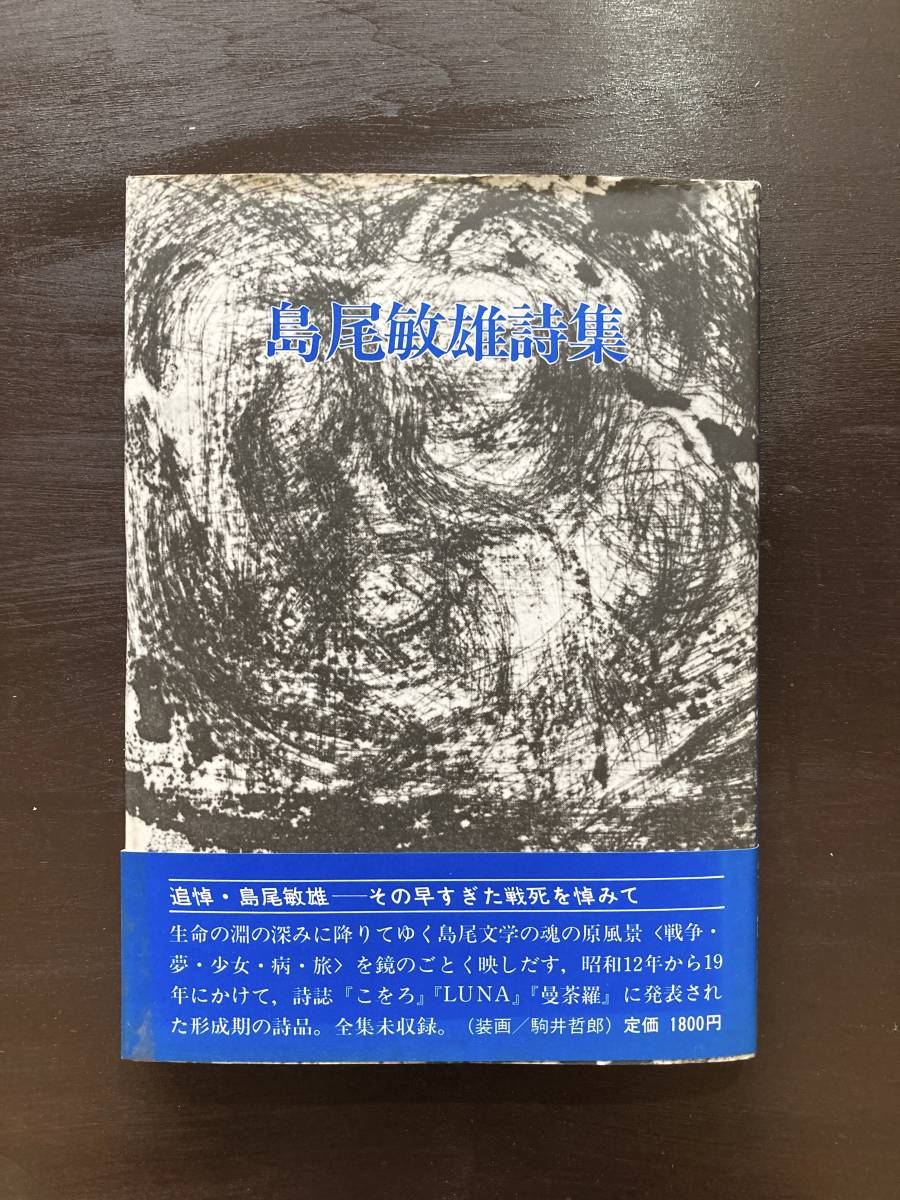 島尾敏雄詩集
追悼・島尾敏雄──その早すぎた戦死を悼みて
生命の淵の深みに降りてゆく島尾文学の魂の原風景〈戦争・
夢・少女・病・旅〉を鏡のごとく映しだす，昭和12年から19
年にかけて，詩誌『こをろ』『LUNA』『曼荼羅』に発表され
た形成期の詩品。全集未収録。（装画／駒井哲郎）定価 1800円